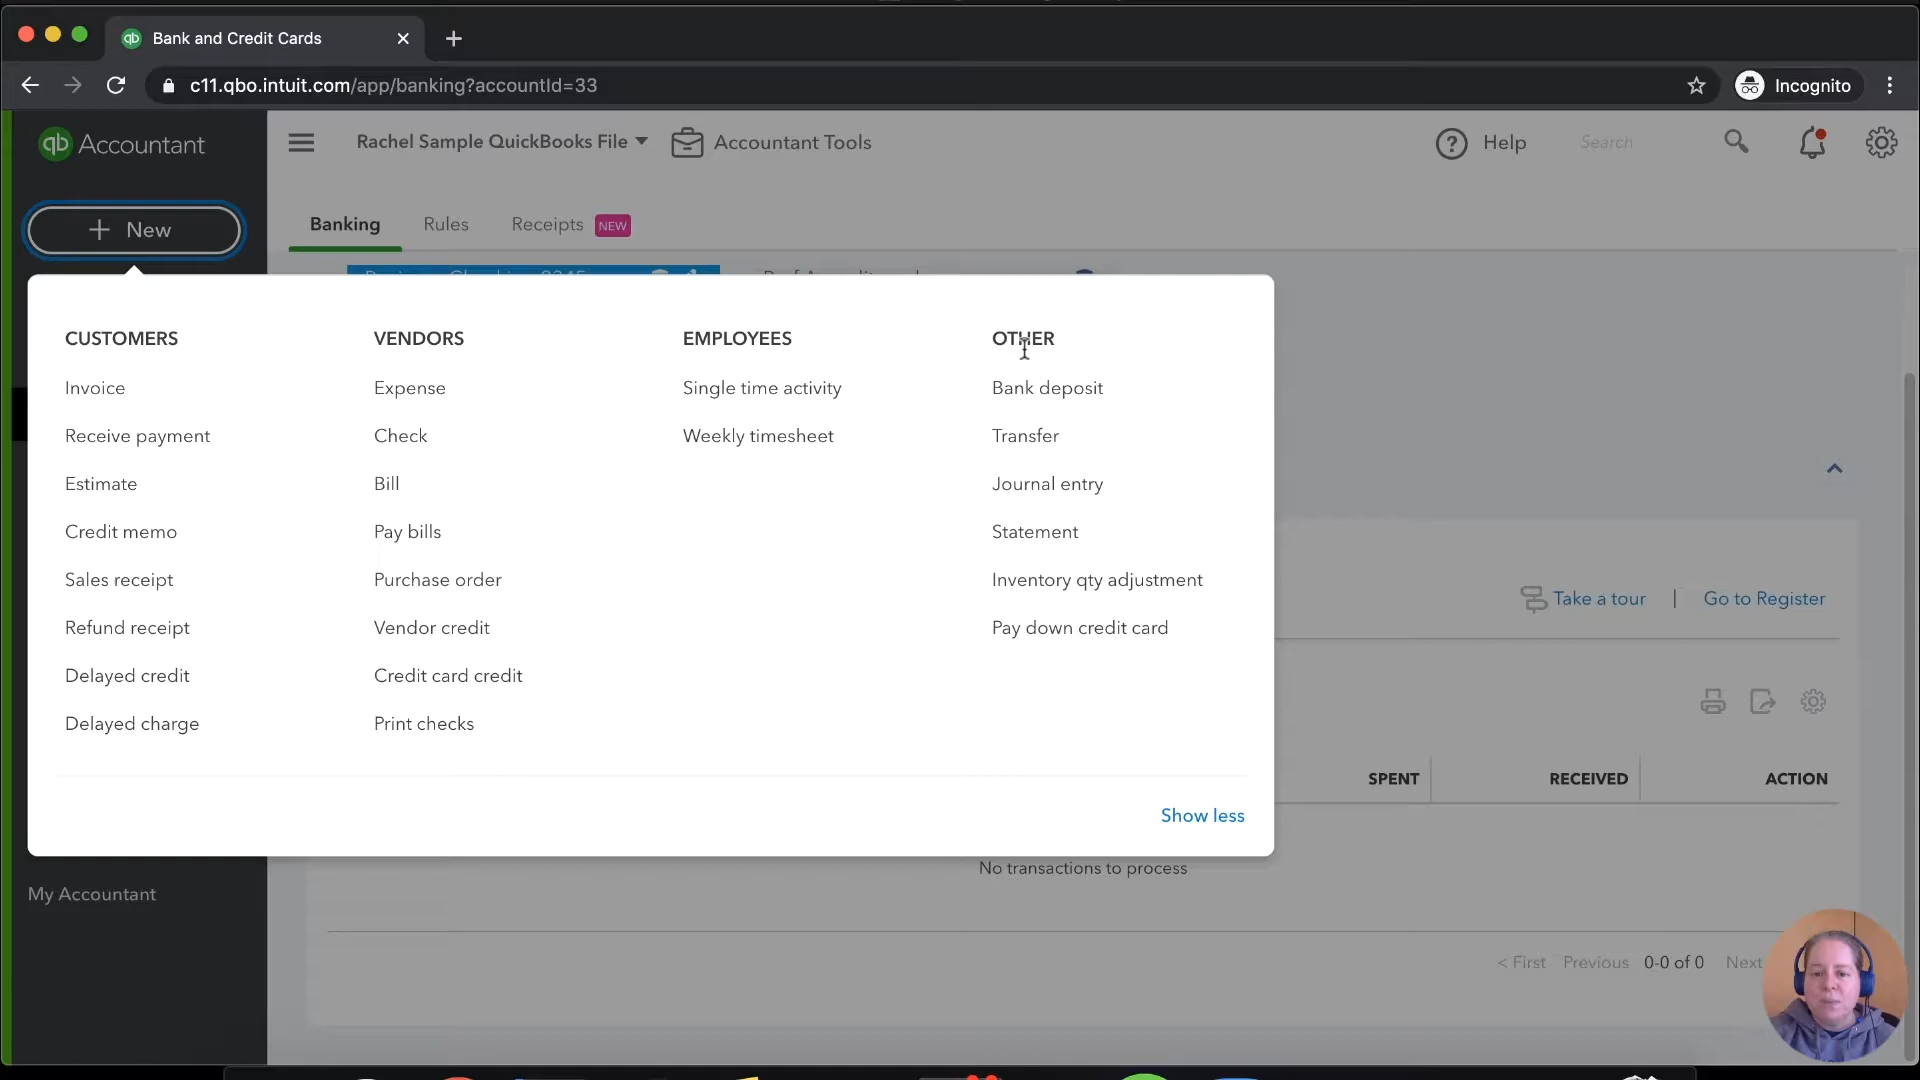 Bank and Credit Cards
c11.qbo.intuit.com/app/banking?accountId=33
Incognito
qb Accountant
Rachel Sample QuickBooks File
Accountant Tools
Help
Search
+ New
Banking
Rules
Receipts NEW
CUSTOMERS
Invoice
Receive payment
Estimate
Credit memo
Sales receipt
Refund receipt
Delayed credit
Delayed charge
VENDORS
Expense
Check
Bill
Pay bills
Purchase order
Vendor credit
Credit card credit
Print checks
EMPLOYEES
Single time activity
Weekly timesheet
OTHER
Bank deposit
Transfer
Journal entry
Statement
Inventory qty adjustment
Pay down credit card
Show less
Take a tour | Go to Register
SPENT
RECEIVED
ACTION
No transactions to process
My Accountant
< First Previous 0-0 of 0 Next